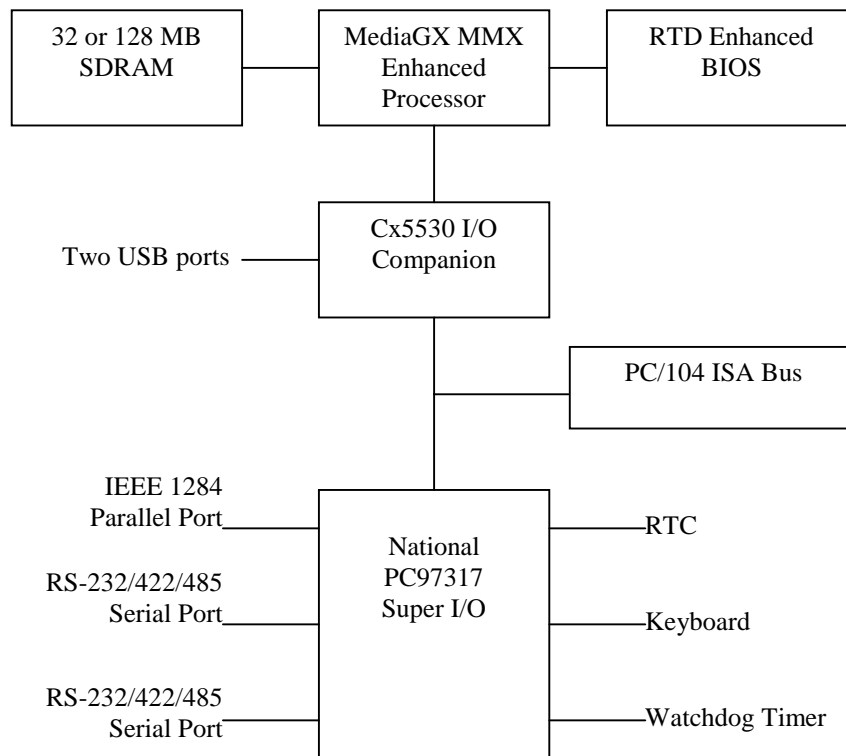 32 or 128 MB
SDRAM
MediaGX MMX
Enhanced
Processor
RTD Enhanced
BIOS
Cx5530 I/O
Companion
Two USB ports
PC/104 ISA Bus
IEEE 1284
Parallel Port
RS-232/422/485
Serial Port
RS-232/422/485
Serial Port
National
PC97317
Super I/O
RTC
Keyboard
Watchdog Timer